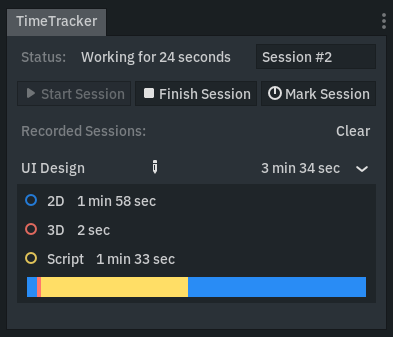 TimeTracker
Status: Working for 24 seconds Session #2
Start Session Finish Session Mark Session
Recorded Sessions: Clear
UI Design 3 min 34 sec
2D 1 min 58 sec
3D 2 sec
Script 1 min 33 sec